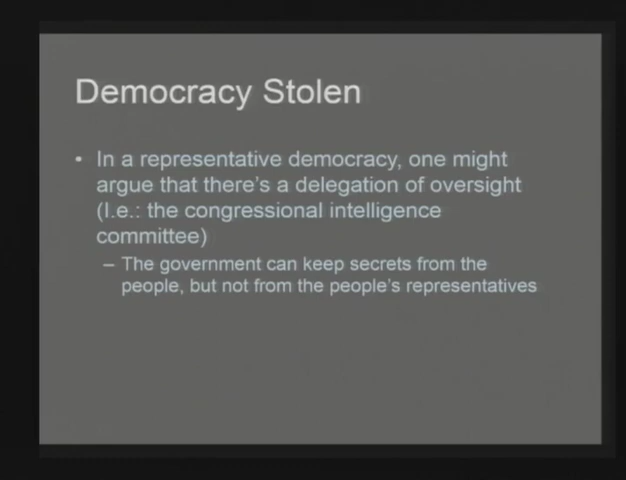 Democracy Stolen
• In a representative democracy, one might
argue that there's a delegation of oversight
(I.e.: the congressional intelligence
committee)
– The government can keep secrets from the
people, but not from the people's representatives